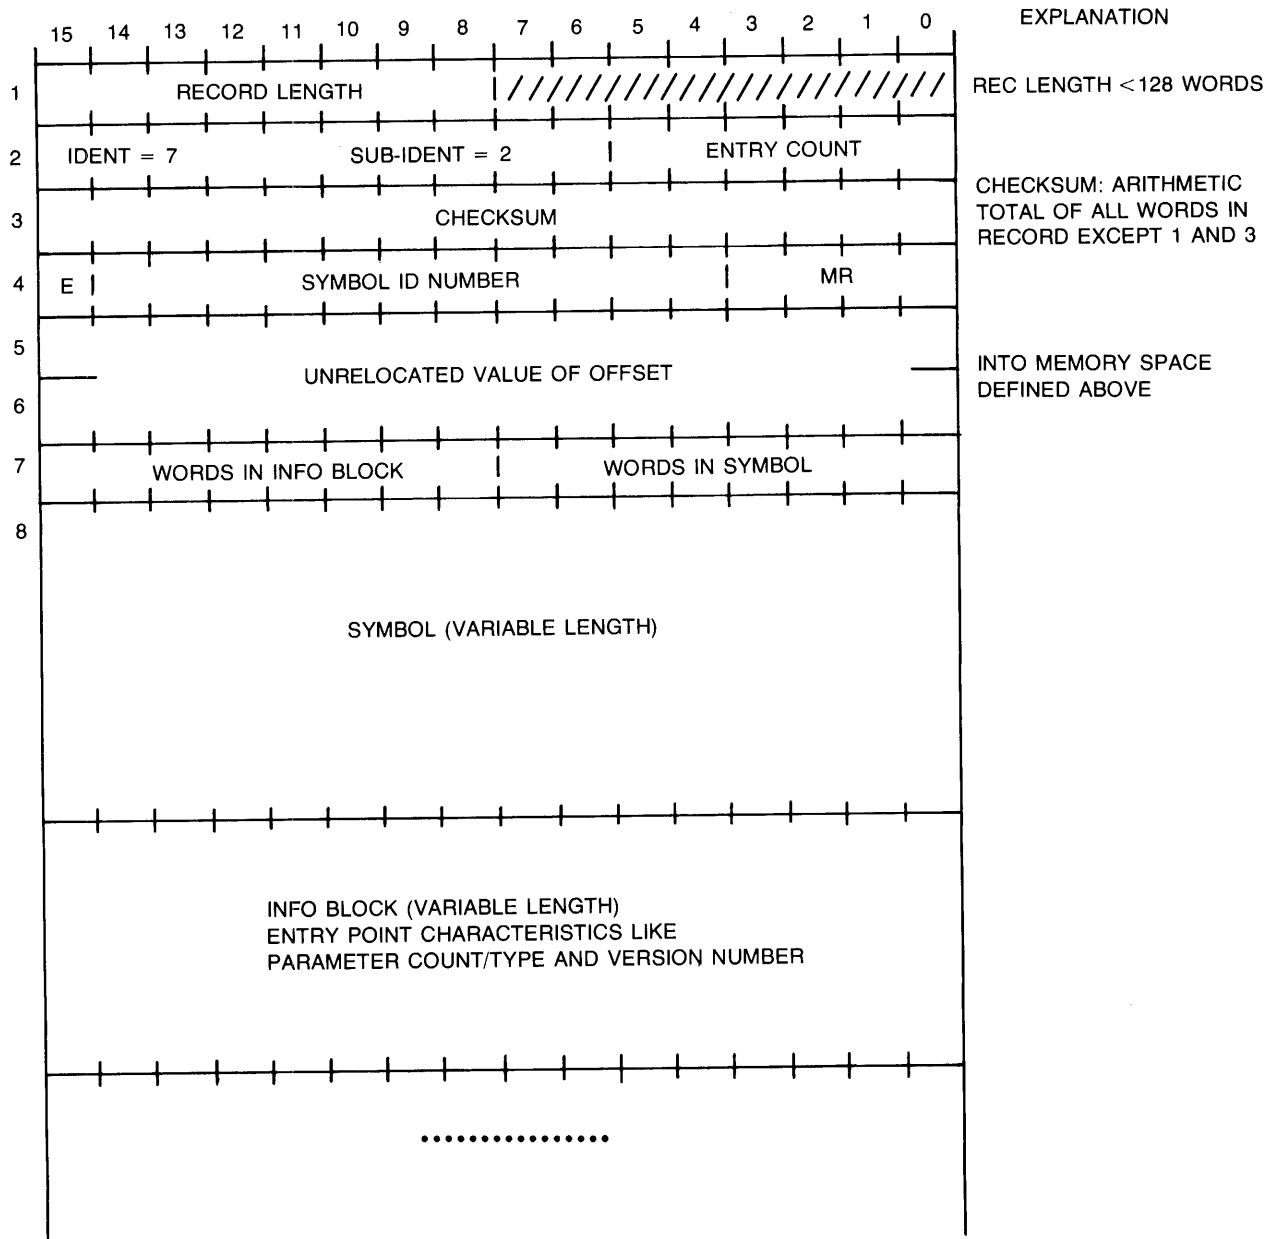 EXPLANATION
15 14 13 12 11 10 9 8 7 6 5 4 3 2 1 0
1 RECORD LENGTH REC LENGTH <128 WORDS
2 IDENT = 7 SUB-IDENT = 2 ENTRY COUNT
3 CHECKSUM
CHECKSUM: ARITHMETIC
TOTAL OF ALL WORDS IN
RECORD EXCEPT 1 AND 3
4 E SYMBOL ID NUMBER MR
5
UNRELOCATED VALUE OF OFFSET
6
INTO MEMORY SPACE
DEFINED ABOVE
7 WORDS IN INFO BLOCK WORDS IN SYMBOL
8
SYMBOL (VARIABLE LENGTH)
INFO BLOCK (VARIABLE LENGTH)
ENTRY POINT CHARACTERISTICS LIKE
PARAMETER COUNT/TYPE AND VERSION NUMBER